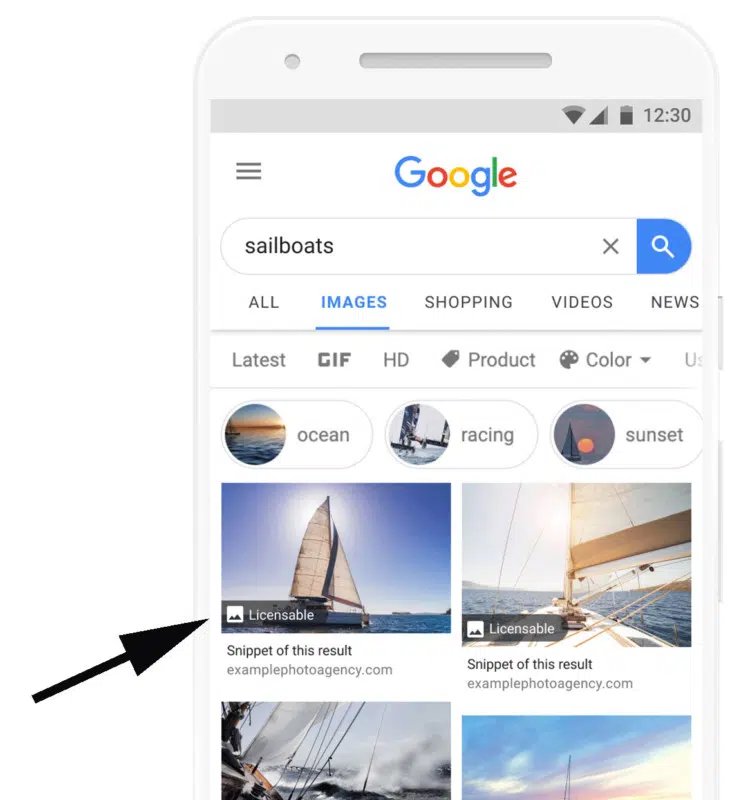 12:30
Google
sailboats
ALL IMAGES SHOPPING VIDEOS NEWS
Latest GIF HD Product Color
ocean racing sunset
Licensable
Licensable
Snippet of this result
examplephotoagency.com
Snippet of this result
examplephotoagency.com